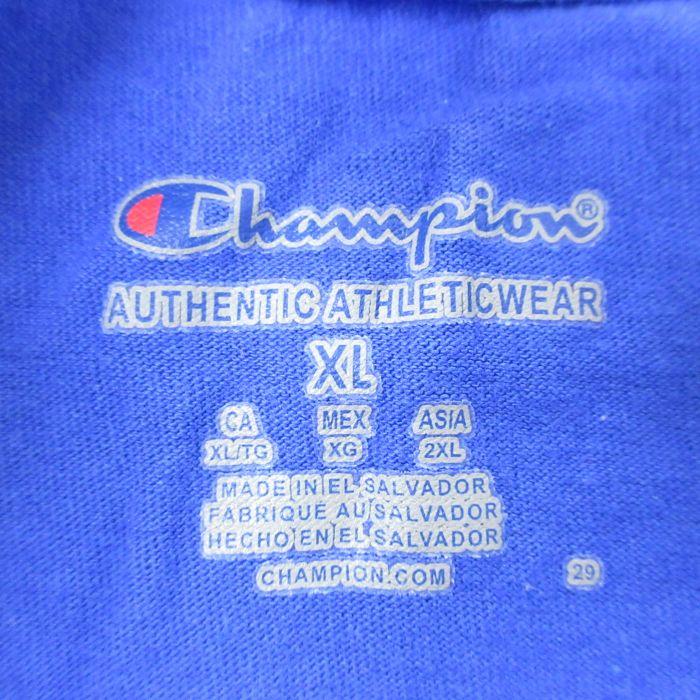 Champion®
AUTHENTIC ATHLETICWEAR
XL
CA MEX ASIA
XL/TG XG 2XL
MADE IN EL SALVADOR
FABRIQUE AU SALVADOR
HECHO EN EL SALVADOR
CHAMPION.COM 29